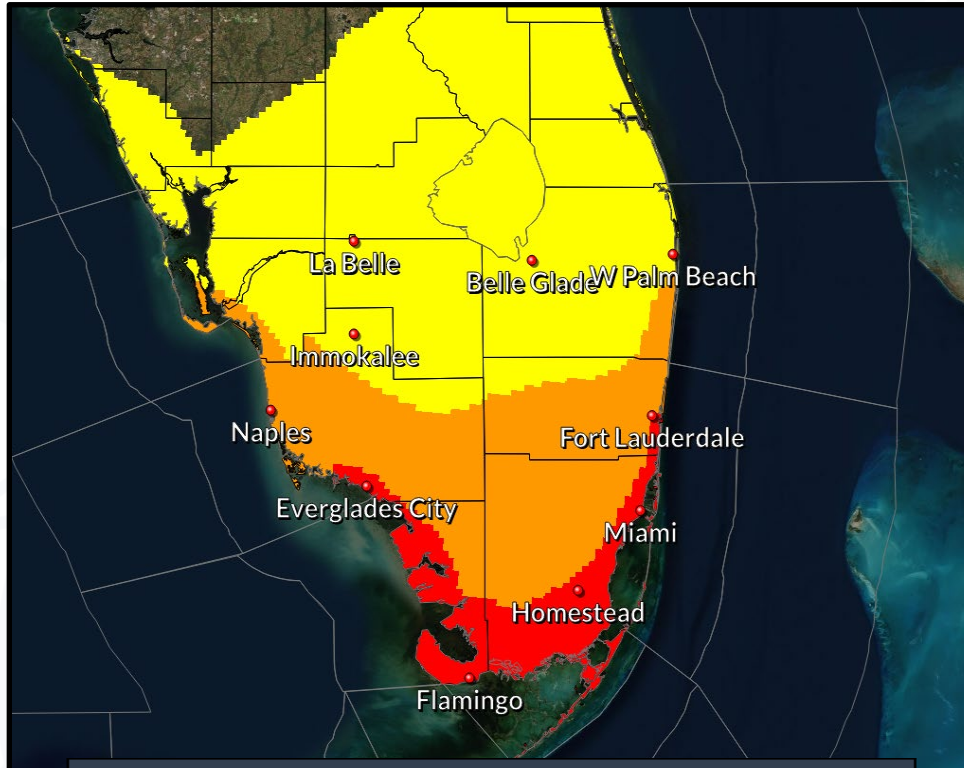 La Belle
Belle Glade
W Palm Beach
Immokalee
Naples
Fort Lauderdale
Everglades City
Miami
Homestead
Flamingo